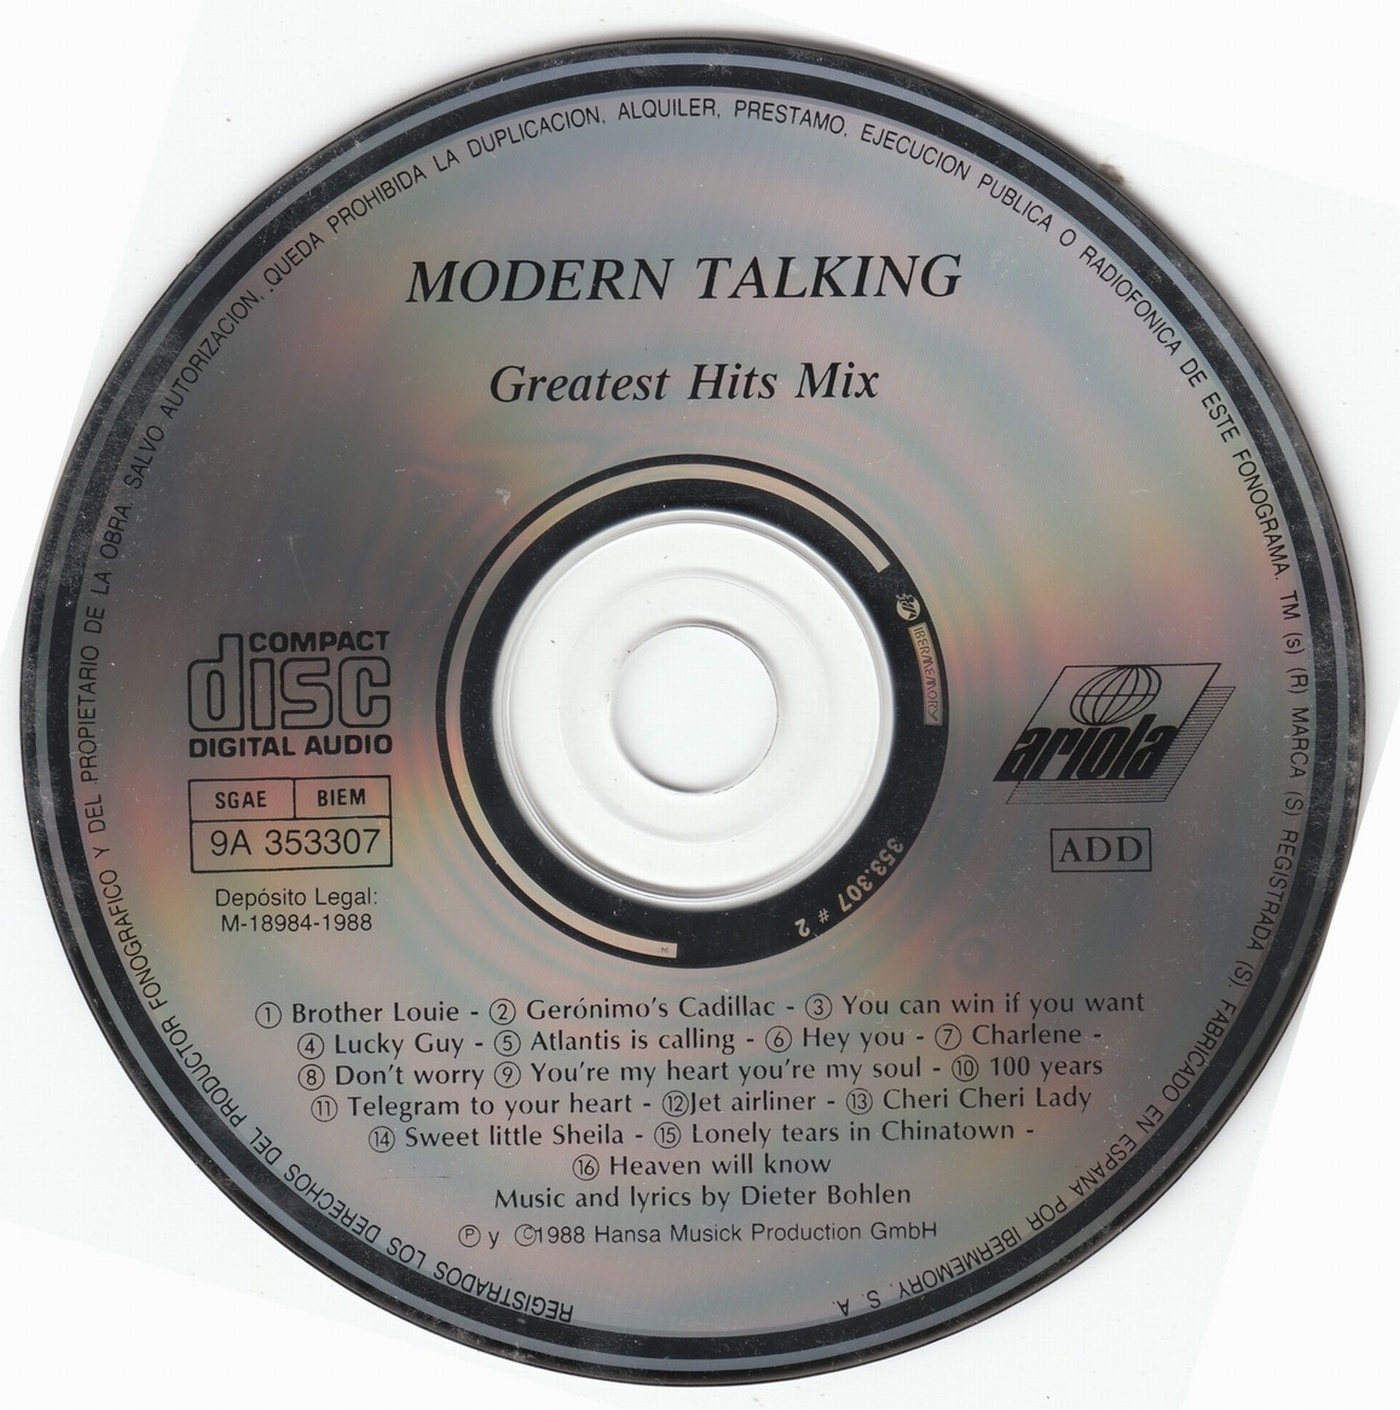 REGISTRADOS LOS DERECHOS DEL PRODUCTOR FONOGRAFICO Y DEL PROPIETARIO DE LA OBRA. SALVO AUTORIZACION, QUEDA PROHIBIDA LA DUPLICACION, ALQUILER, PRESTAMO, EJECUCION PUBLICA O RADIOFONICA DE ESTE FONOGRAMA. TM (s) (R) MARCA (S) REGISTRADA (S). FABRICADO EN ESPAÑA POR IBERMEMORY, S. A.
MODERN TALKING
Greatest Hits Mix
IBERMEMORY
353.307 # 2
COMPACT
disc
DIGITAL AUDIO
SGAE BIEM
9A 353307
Depósito Legal:
M-18984-1988
ariola
ADD
① Brother Louie - ② Gerónimo's Cadillac - ③ You can win if you want
④ Lucky Guy - ⑤ Atlantis is calling - ⑥ Hey you - ⑦ Charlene -
⑧ Don't worry ⑨ You're my heart you're my soul - ⑩ 100 years
⑪ Telegram to your heart - ⑫Jet airliner - ⑬ Cheri Cheri Lady
⑭ Sweet little Sheila - ⑮ Lonely tears in Chinatown -
⑯ Heaven will know
Music and lyrics by Dieter Bohlen
Ⓟ y ©1988 Hansa Musick Production GmbH